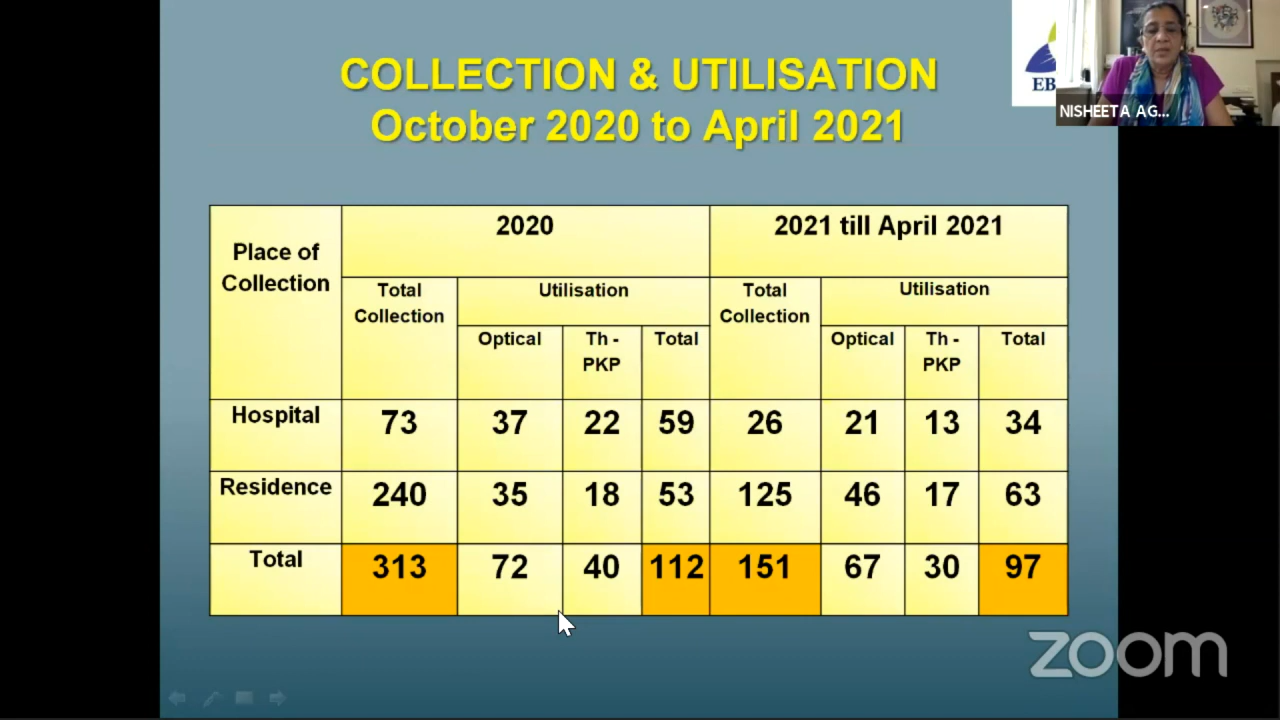 COLLECTION & UTILISATION
October 2020 to April 2021
EB
NISHEETA AG...
Place of
Collection
2020
2021 till April 2021
Total
Collection
Utilisation
Total
Collection
Utilisation
Optical
Th -
PKP
Total
Optical
Th -
PKP
Total
Hospital 73 37 22 59 26 21 13 34
Residence 240 35 18 53 125 46 17 63
Total 313 72 40 112 151 67 30 97
zoom